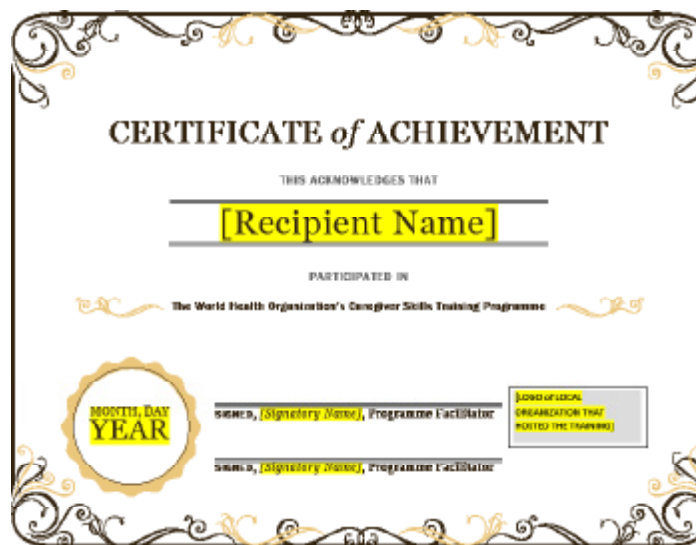 CERTIFICATE of ACHIEVEMENT
THIS ACKNOWLEDGES THAT
[Recipient Name]
PARTICIPATED IN
The World Health Organization's Caregiver Skills Training Programme
MONTH, DAY
YEAR
SIGNED, [Signatory Name], Programme Facilitator
[LOGO of LOCAL
ORGANIZATION THAT
HOSTED THE TRAINING]
SIGNED, [Signatory Name], Programme Facilitator